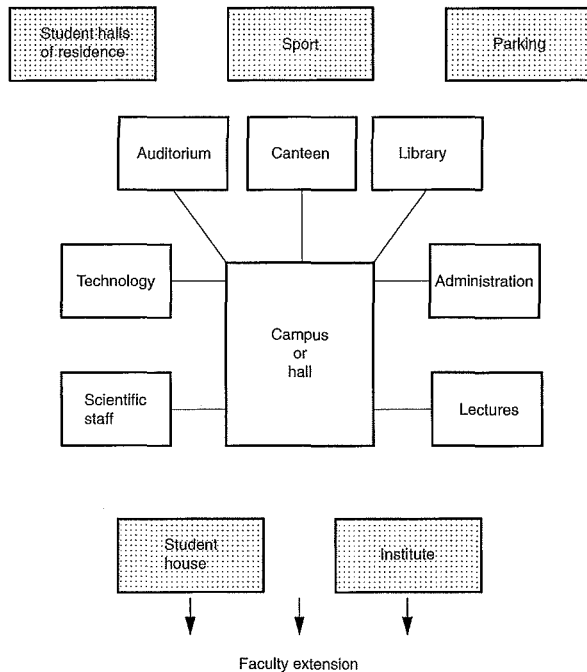 Student halls
of residence
Sport
Parking
Auditorium
Canteen
Library
Technology
Administration
Campus
or
hall
Scientific
staff
Lectures
Student
house
Institute
Faculty extension